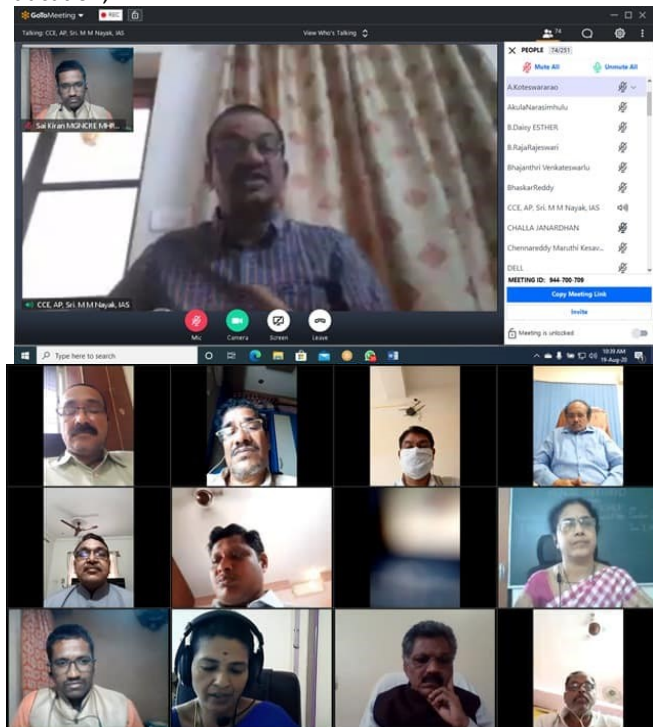 GoToMeeting
REC
Talking: CCE, AP, Sri. M M Nayak, IAS
View Who's Talking
74
Sai Kiran MGNCRE MHR...
CCE, AP, Sri. M M Nayak, IAS
Mic
Camera
Screen
Leave
PEOPLE 74/251
Mute All
Unmute All
A.Koteswararao
AkulaNarasimhulu
B.Daisy ESTHER
B.RajaRajeswari
Bhajanthri Venkateswarlu
BhaskarReddy
CCE, AP, Sri. M M Nayak, IAS
CHALLA JANARDHAN
Chennareddy Maruthi Kesav...
DELL
MEETING ID: 944-700-709
Copy Meeting Link
Invite
Meeting is unlocked
Type here to search
10:39 AM
19-Aug-20